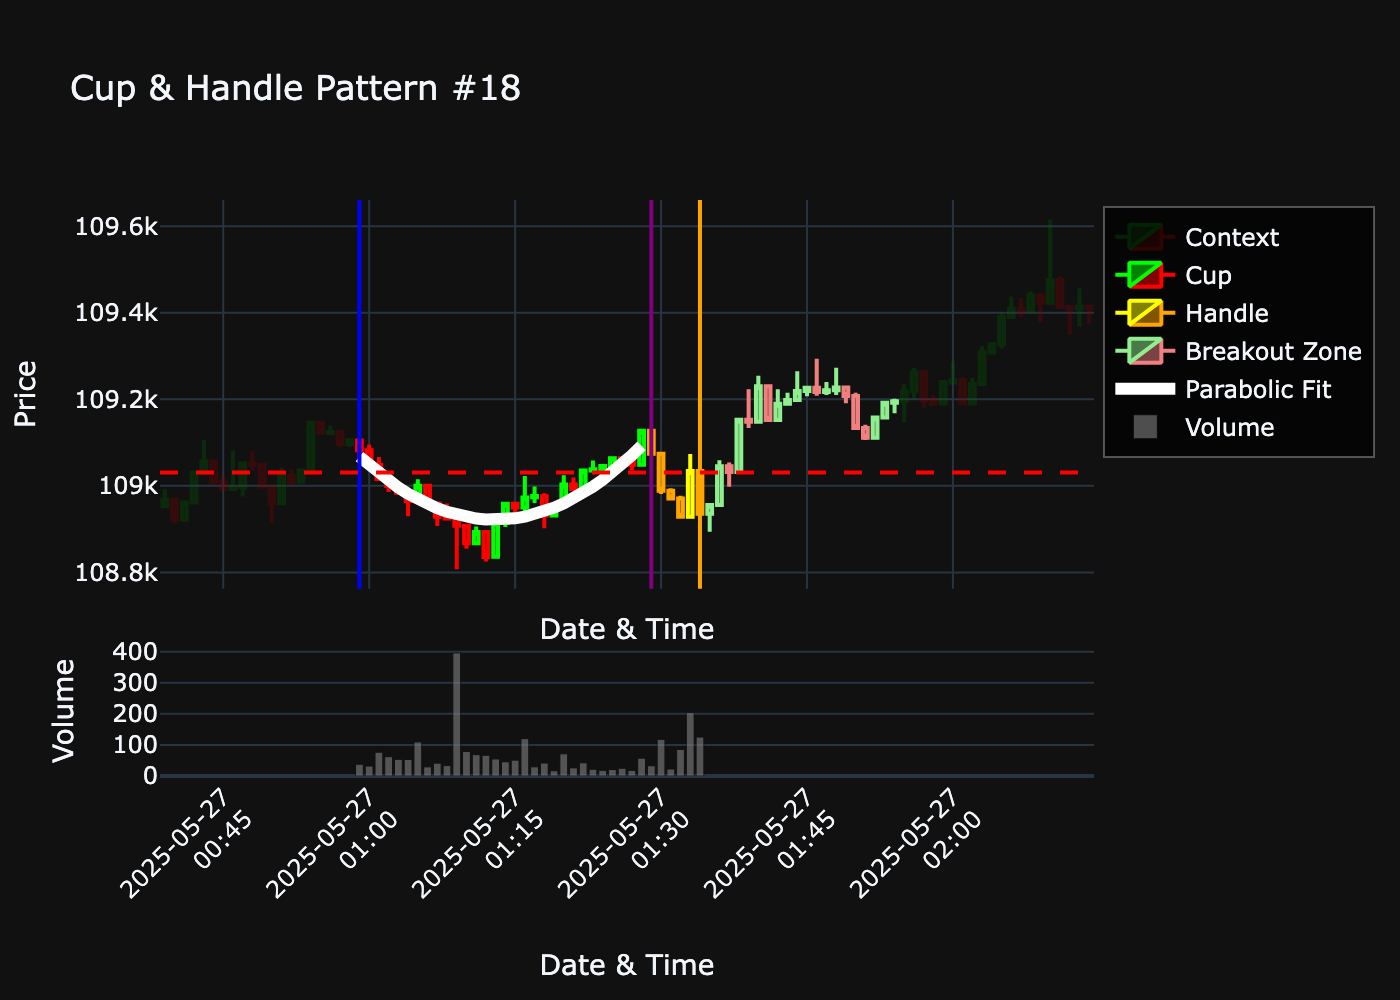 Cup & Handle Pattern #18
109.6k
109.4k
109.2k
109k
108.8k
Price
Date & Time
Context
Cup
Handle
Breakout Zone
Parabolic Fit
Volume
400
300
200
100
0
Volume
2025-05-27
00:45
2025-05-27
01:00
2025-05-27
01:15
2025-05-27
01:30
2025-05-27
01:45
2025-05-27
02:00
Date & Time